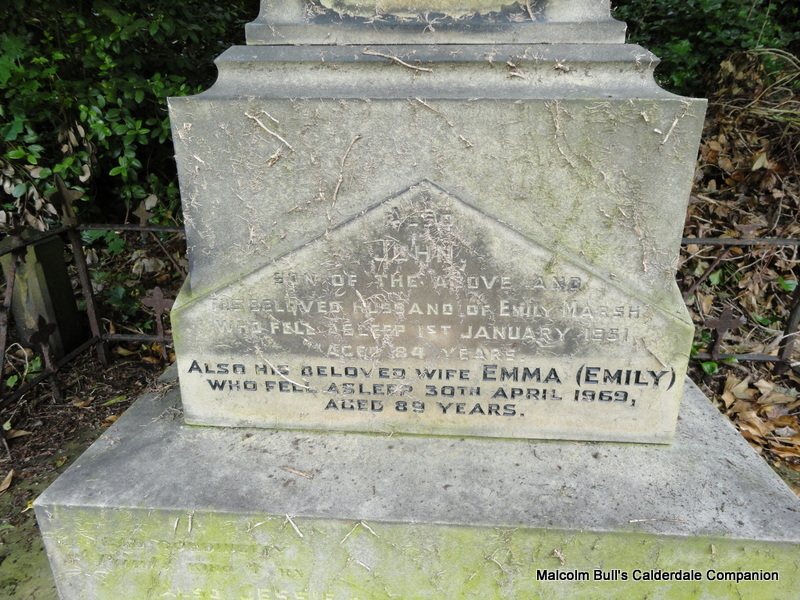 ALSO
JOHN,
SON OF THE ABOVE AND
THE BELOVED HUSBAND OF EMILY MARSH,
WHO FELL ASLEEP 1ST JANUARY 1951,
AGED 84 YEARS.
ALSO HIS BELOVED WIFE EMMA (EMILY)
WHO FELL ASLEEP 30TH APRIL 1969,
AGED 89 YEARS.
ALSO JESSIE
Malcolm Bull's Calderdale Companion